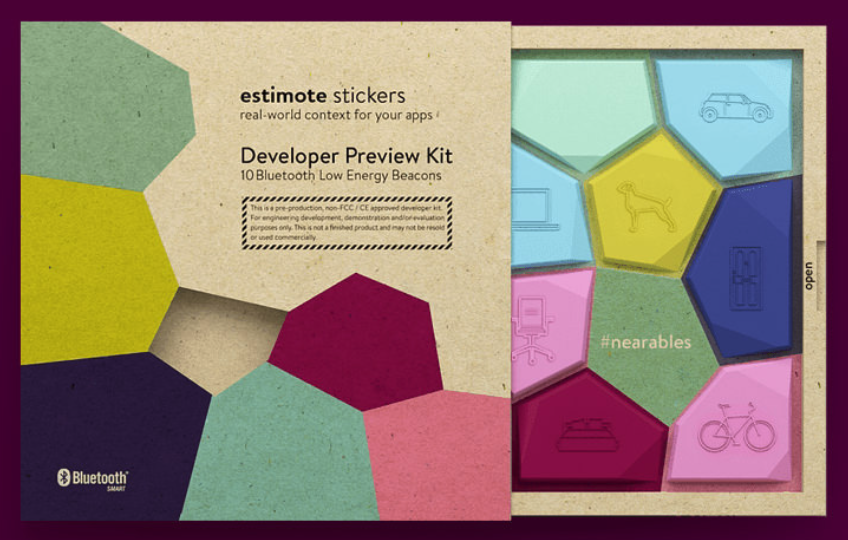 estimote stickers
real-world context for your apps
Developer Preview Kit
10 Bluetooth Low Energy Beacons
This is a pre-production, non-FCC / CE approved developer kit.
For engineering development, demonstration and/or evaluation
purposes only. This is not a finished product and may not be resold
or used commercially.
Bluetooth
SMART
#nearables
open